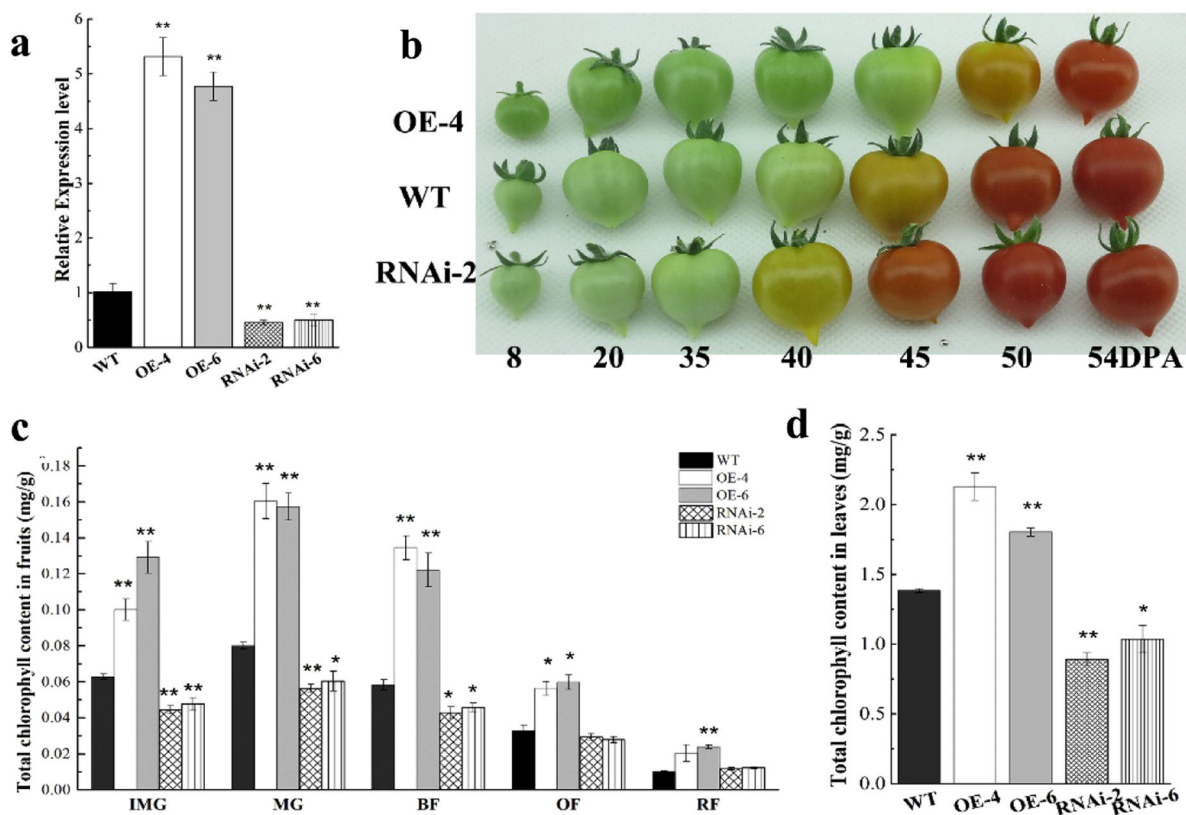 a
Relative Expression level
6
5
4
3
2
1
0
** ** ** **
WT OE-4 OE-6 RNAi-2 RNAi-6
b
OE-4
WT
RNAi-2
8 20 35 40 45 50 54DPA
c
Total chlorophyll content in fruits (mg/g)
0.18
0.16
0.14
0.12
0.10
0.08
0.06
0.04
0.02
0.00
WT
OE-4
OE-6
RNAi-2
RNAi-6
** ** ** **
** ** ** *
** ** * *
* *
**
IMG MG BF OF RF
d
Total chlorophyll content in leaves (mg/g)
2.5
2.0
1.5
1.0
0.5
0.0
** ** ** *
WT OE-4 OE-6 RNAi-2 RNAi-6